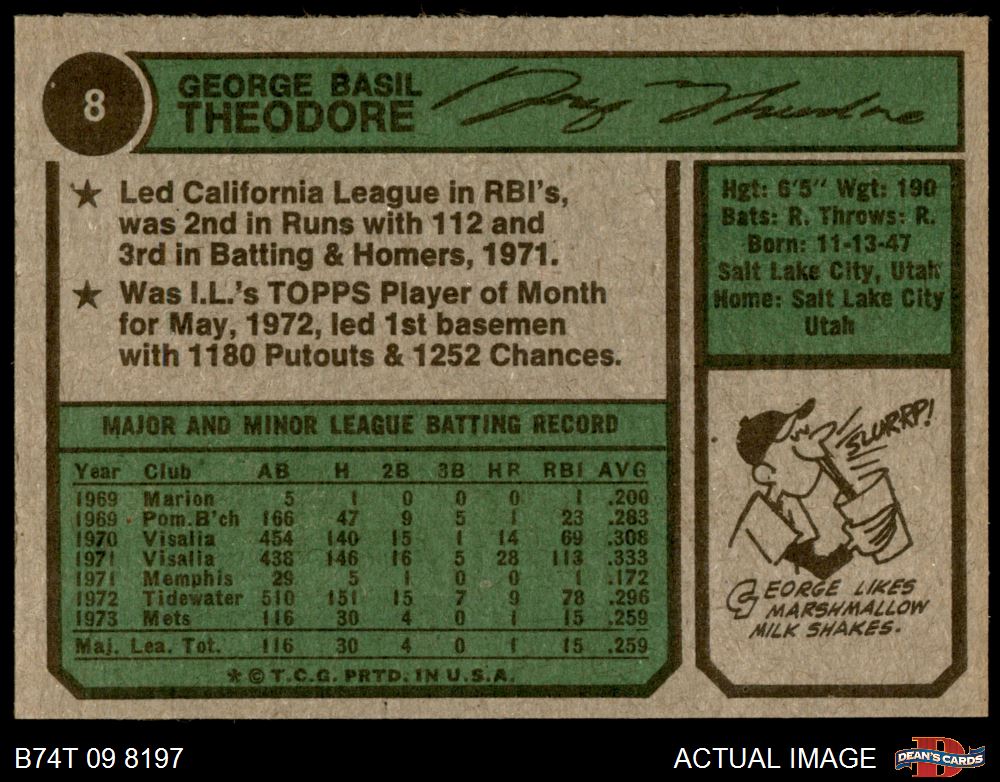 8
GEORGE BASIL
THEODORE
George Theodore
★ Led California League in RBI's,
was 2nd in Runs with 112 and
3rd in Batting & Homers, 1971.
★ Was I.L.'s TOPPS Player of Month
for May, 1972, led 1st basemen
with 1180 Putouts & 1252 Chances.
Hgt: 6'5" Wgt: 190
Bats: R. Throws: R.
Born: 11-13-47
Salt Lake City, Utah
Home: Salt Lake City
Utah
MAJOR AND MINOR LEAGUE BATTING RECORD
Year Club AB H 2B 3B HR RBI AVG
1969 Marion 5 1 0 0 0 1 .200
1969 Pom.B'ch 166 47 9 5 1 23 .283
1970 Visalia 454 140 15 1 14 69 .308
1971 Visalia 438 146 16 5 28 113 .333
1971 Memphis 29 5 1 0 0 1 .172
1972 Tidewater 510 151 15 7 9 78 .296
1973 Mets 116 30 4 0 1 15 .259
Maj. Lea. Tot. 116 30 4 0 1 15 .259
* © T.C.G. PRTD. IN U.S.A.
SLURRP!
GEORGE LIKES
MARSHMALLOW
MILK SHAKES.
B74T 09 8197
ACTUAL IMAGE
DEAN'S CARDS